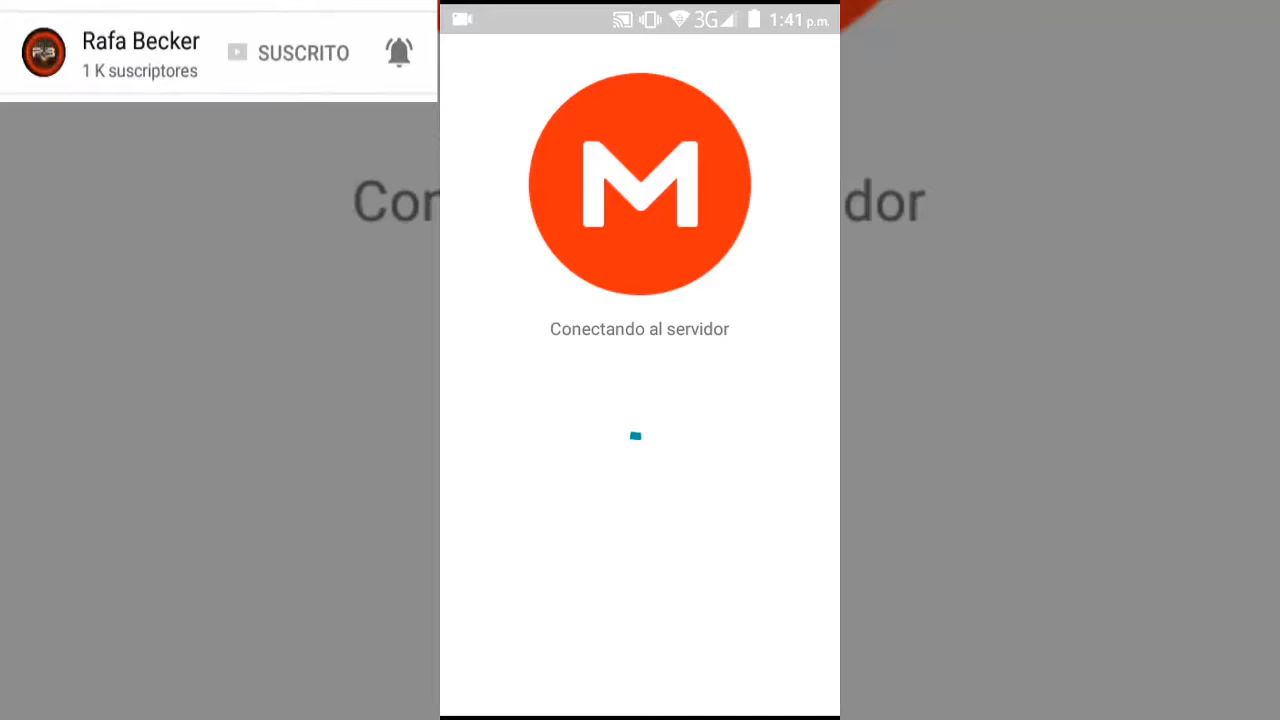 Rafa Becker
1 K suscriptores
SUSCRITO
3G 1:41 p.m.
M
Conectando al servidor
Con
dor